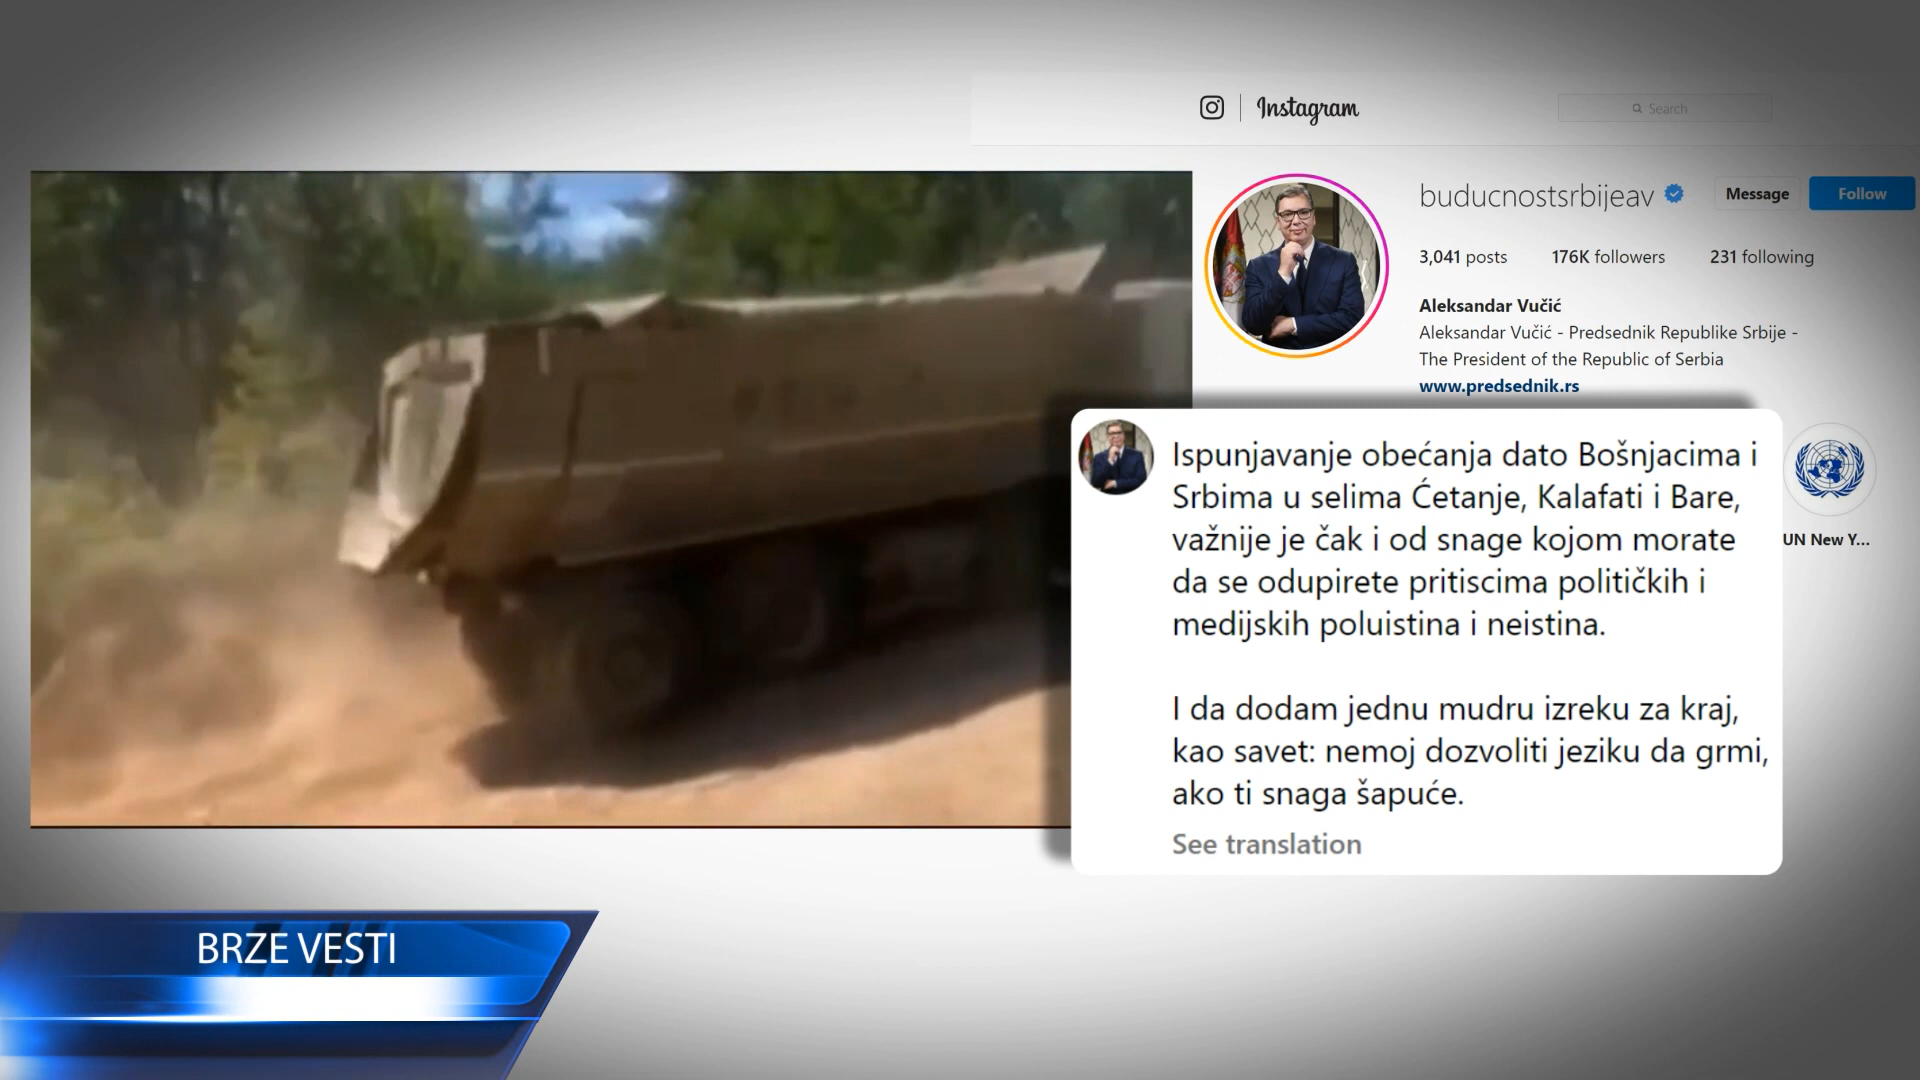 Instagram
Search
buducnostsrbijeav
Message
Follow
3,041 posts
176K followers
231 following
Aleksandar Vučić
Aleksandar Vučić - Predsednik Republike Srbije -
The President of the Republic of Serbia
www.predsednik.rs
Ispunjavanje obećanja dato Bošnjacima i
Srbima u selima Ćetanje, Kalafati i Bare,
važnije je čak i od snage kojom morate
da se odupirete pritiscima političkih i
medijskih poluistina i neistina.
I da dodam jednu mudru izreku za kraj,
kao savet: nemoj dozvoliti jeziku da grmi,
ako ti snaga šapuće.
See translation
UN New Y...
BRZE VESTI